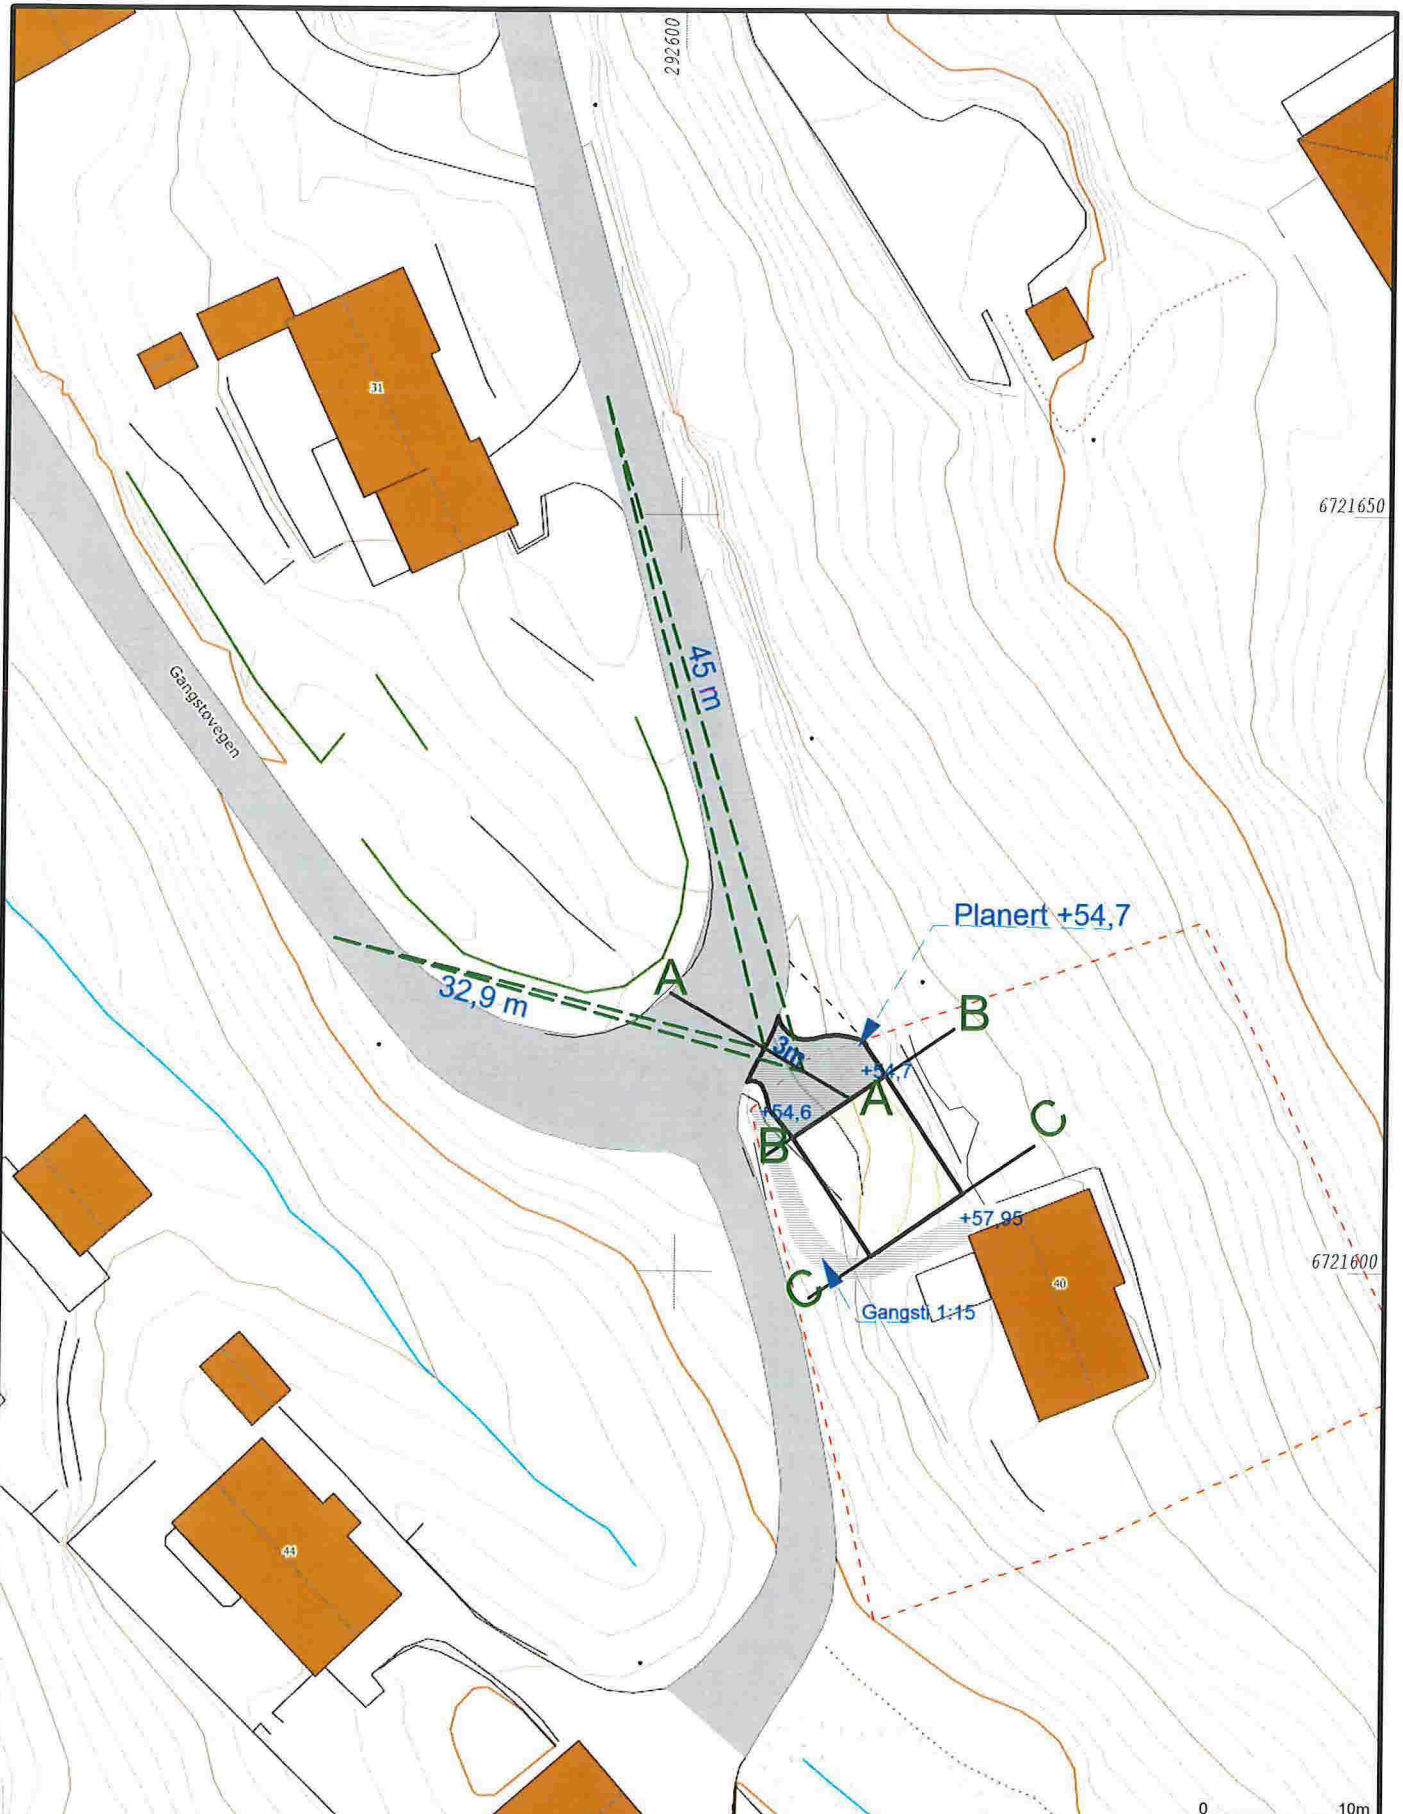 292600
31
6721650
Gangstøvegen
45 m
Planert +54,7
A
32,9 m
B
3m
+54,7
A
+54,6
C
B
+57,95
6721600
40
C
Gangsti 1:15
44
0 10m